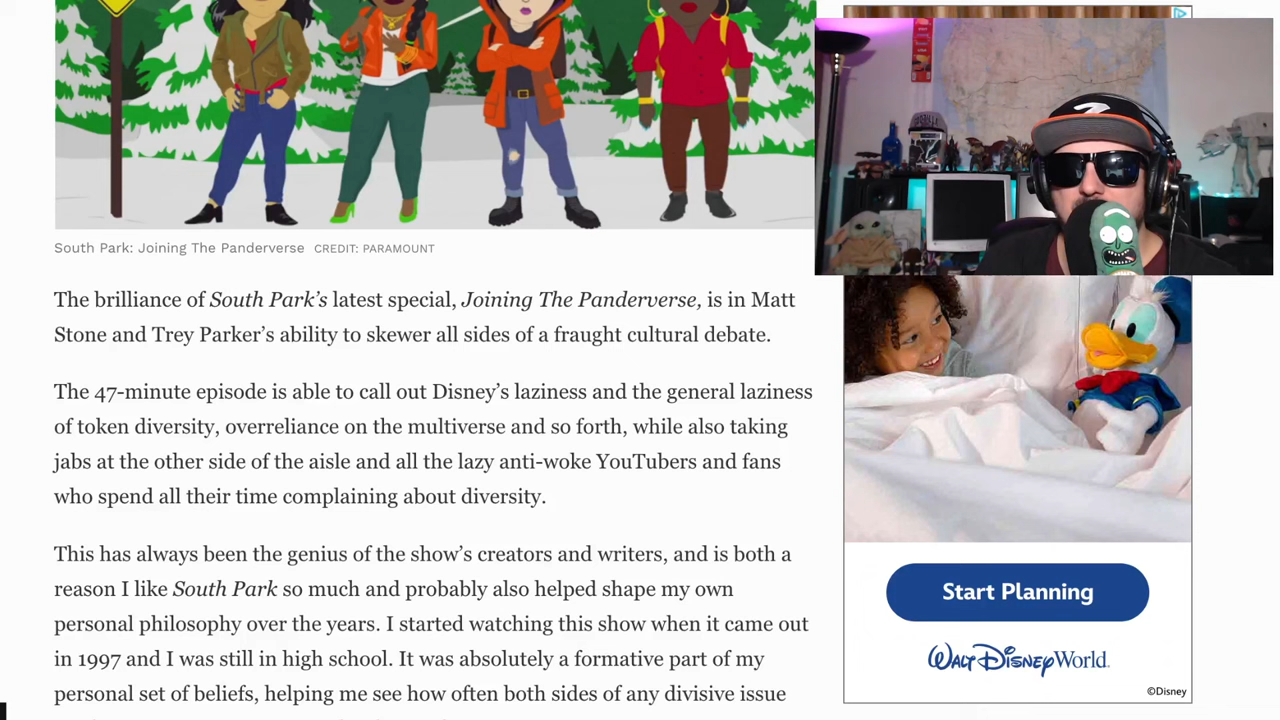 South Park: Joining The Panderverse CREDIT: PARAMOUNT
The brilliance of South Park's latest special, Joining The Panderverse, is in Matt
Stone and Trey Parker's ability to skewer all sides of a fraught cultural debate.
The 47-minute episode is able to call out Disney's laziness and the general laziness
of token diversity, overreliance on the multiverse and so forth, while also taking
jabs at the other side of the aisle and all the lazy anti-woke YouTubers and fans
who spend all their time complaining about diversity.
This has always been the genius of the show's creators and writers, and is both a
reason I like South Park so much and probably also helped shape my own
personal philosophy over the years. I started watching this show when it came out
in 1997 and I was still in high school. It was absolutely a formative part of my
personal set of beliefs, helping me see how often both sides of any divisive issue
Start Planning
Walt Disney World.
©Disney